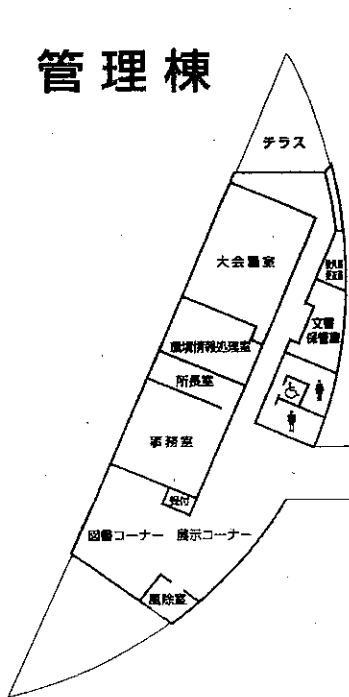 管理棟
テラス
大会議室
文書
保管庫
環境情報処理室
所長室
事務室
受付
図書コーナー 展示コーナー
風除室